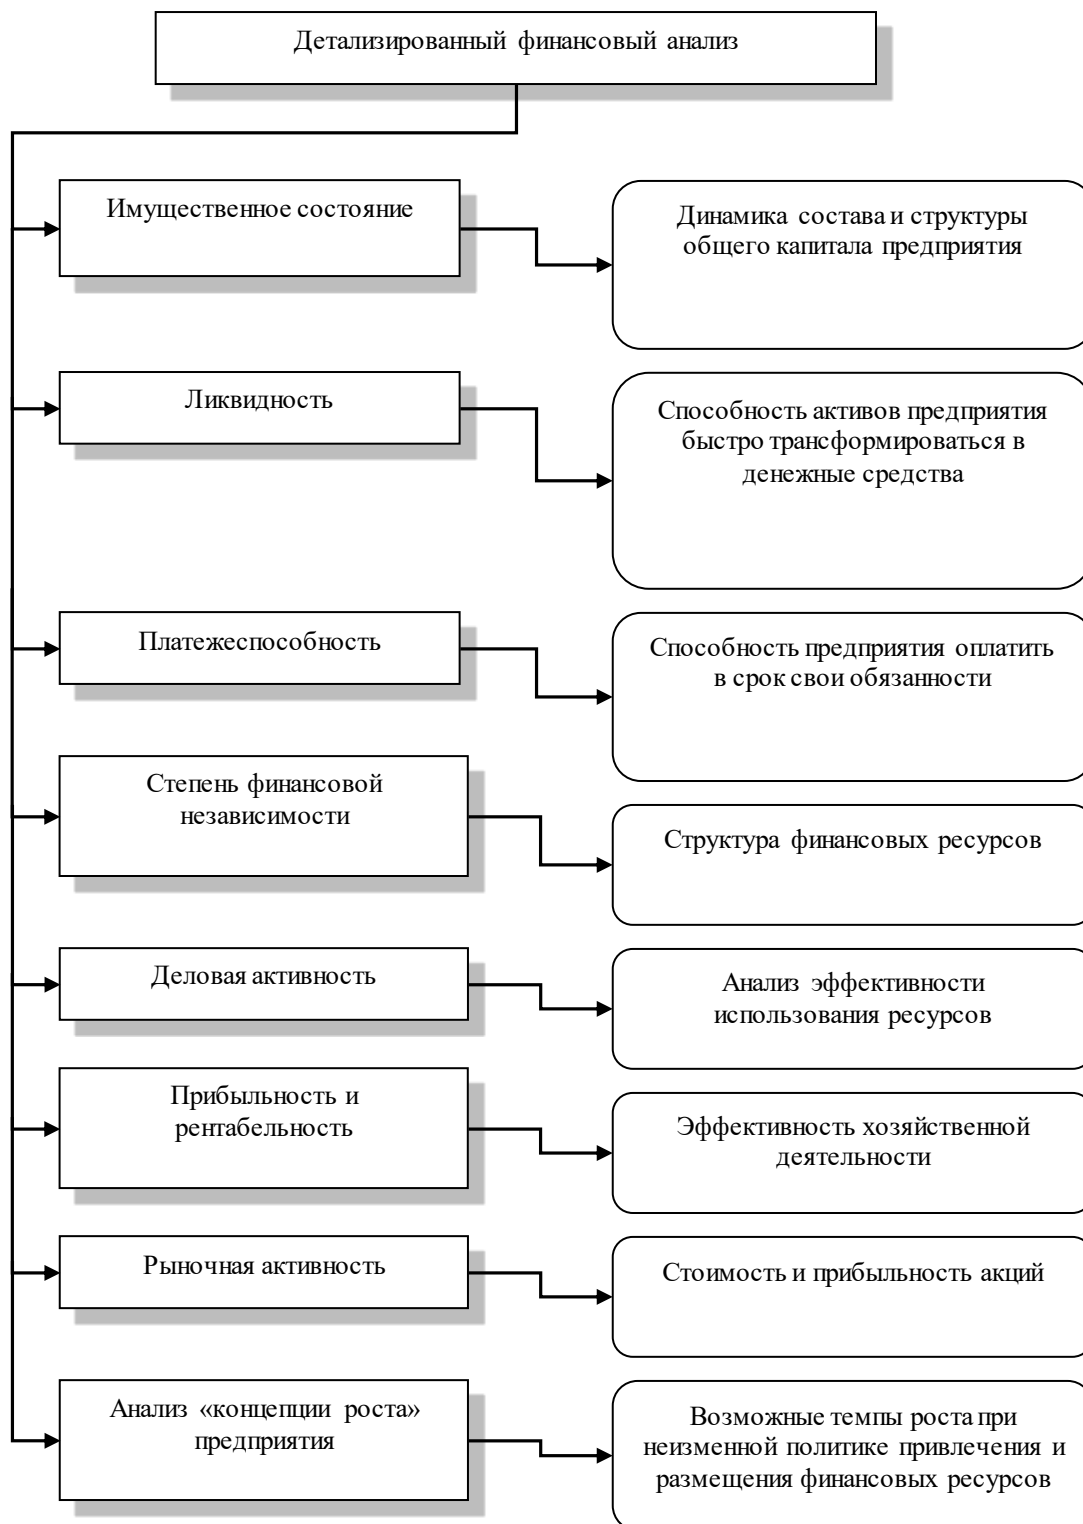 Детализированный финансовый анализ
Имущественное состояние
Динамика состава и структуры
общего капитала предприятия
Ликвидность
Способность активов предприятия
быстро трансформироваться в
денежные средства
Платежеспособность
Способность предприятия оплатить
в срок свои обязанности
Степень финансовой
независимости
Структура финансовых ресурсов
Деловая активность
Анализ эффективности
использования ресурсов
Прибыльность и
рентабельность
Эффективность хозяйственной
деятельности
Рыночная активность
Стоимость и прибыльность акций
Анализ «концепции роста»
предприятия
Возможные темпы роста при
неизменной политике привлечения и
размещения финансовых ресурсов